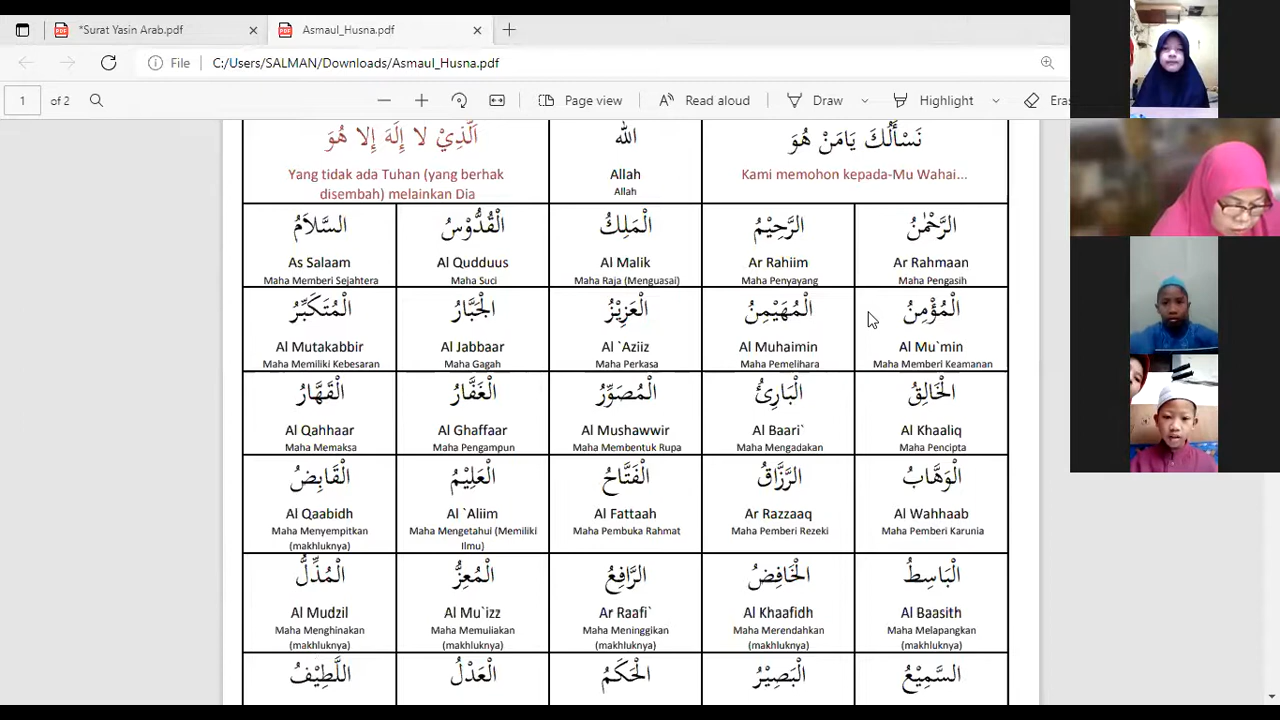 *Surat Yasin Arab.pdf
Asmaul_Husna.pdf
File
C:/Users/SALMAN/Downloads/Asmaul_Husna.pdf
1 of 2
Page view
Read aloud
Draw
Highlight
Eras
نَسْأَلُكَ يَامَنْ هُوَ
Kami memohon kepada-Mu Wahai...
الله
Allah
Allah
اَلَّذِيْ لا إِلَهَ إِلا هُوَ
Yang tidak ada Tuhan (yang berhak
disembah) melainkan Dia
الرَّحْمٰنُ
Ar Rahmaan
Maha Pengasih
الرَّحِيْمُ
Ar Rahiim
Maha Penyayang
الْمَلِكُ
Al Malik
Maha Raja (Menguasai)
الْقُدُّوْسُ
Al Qudduus
Maha Suci
السَّلاَمُ
As Salaam
Maha Memberi Sejahtera
الْمُؤْمِنُ
Al Mu`min
Maha Memberi Keamanan
الْمُهَيْمِنُ
Al Muhaimin
Maha Pemelihara
الْعَزِيْزُ
Al `Aziiz
Maha Perkasa
الْجَبَّارُ
Al Jabbaar
Maha Gagah
الْمُتَكَبِّرُ
Al Mutakabbir
Maha Memiliki Kebesaran
الْخَالِقُ
Al Khaaliq
Maha Pencipta
الْبَارِئُ
Al Baari`
Maha Mengadakan
الْمُصَوِّرُ
Al Mushawwir
Maha Membentuk Rupa
الْغَفَّارُ
Al Ghaffaar
Maha Pengampun
الْقَهَّارُ
Al Qahhaar
Maha Memaksa
الْوَهَّابُ
Al Wahhaab
Maha Pemberi Karunia
الرَّزَّاقُ
Ar Razzaaq
Maha Pemberi Rezeki
الْفَتَّاحُ
Al Fattaah
Maha Pembuka Rahmat
الْعَلِيْمُ
Al `Aliim
Maha Mengetahui (Memiliki
Ilmu)
الْقَابِضُ
Al Qaabidh
Maha Menyempitkan
(makhluknya)
الْبَاسِطُ
Al Baasith
Maha Melapangkan
(makhluknya)
الْخَافِضُ
Al Khaafidh
Maha Merendahkan
(makhluknya)
الرَّافِعُ
Ar Raafi`
Maha Meninggikan
(makhluknya)
الْمُعِزُّ
Al Mu`izz
Maha Memuliakan
(makhluknya)
الْمُذِّلُّ
Al Mudzil
Maha Menghinakan
(makhluknya)
السَّمِيْعُ
الْبَصِيْرُ
الْحَكَمُ
الْعَدْلُ
اللَّطِيْفُ